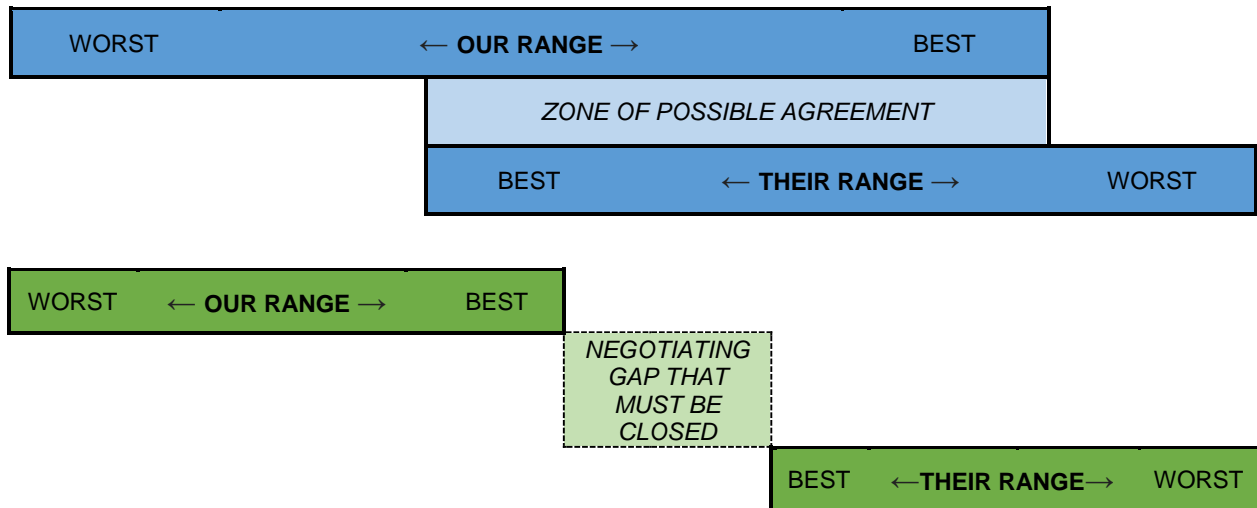 WORST ← OUR RANGE → BEST
ZONE OF POSSIBLE AGREEMENT
BEST ← THEIR RANGE → WORST
WORST ← OUR RANGE → BEST
NEGOTIATING
GAP THAT
MUST BE
CLOSED
BEST ←THEIR RANGE→ WORST